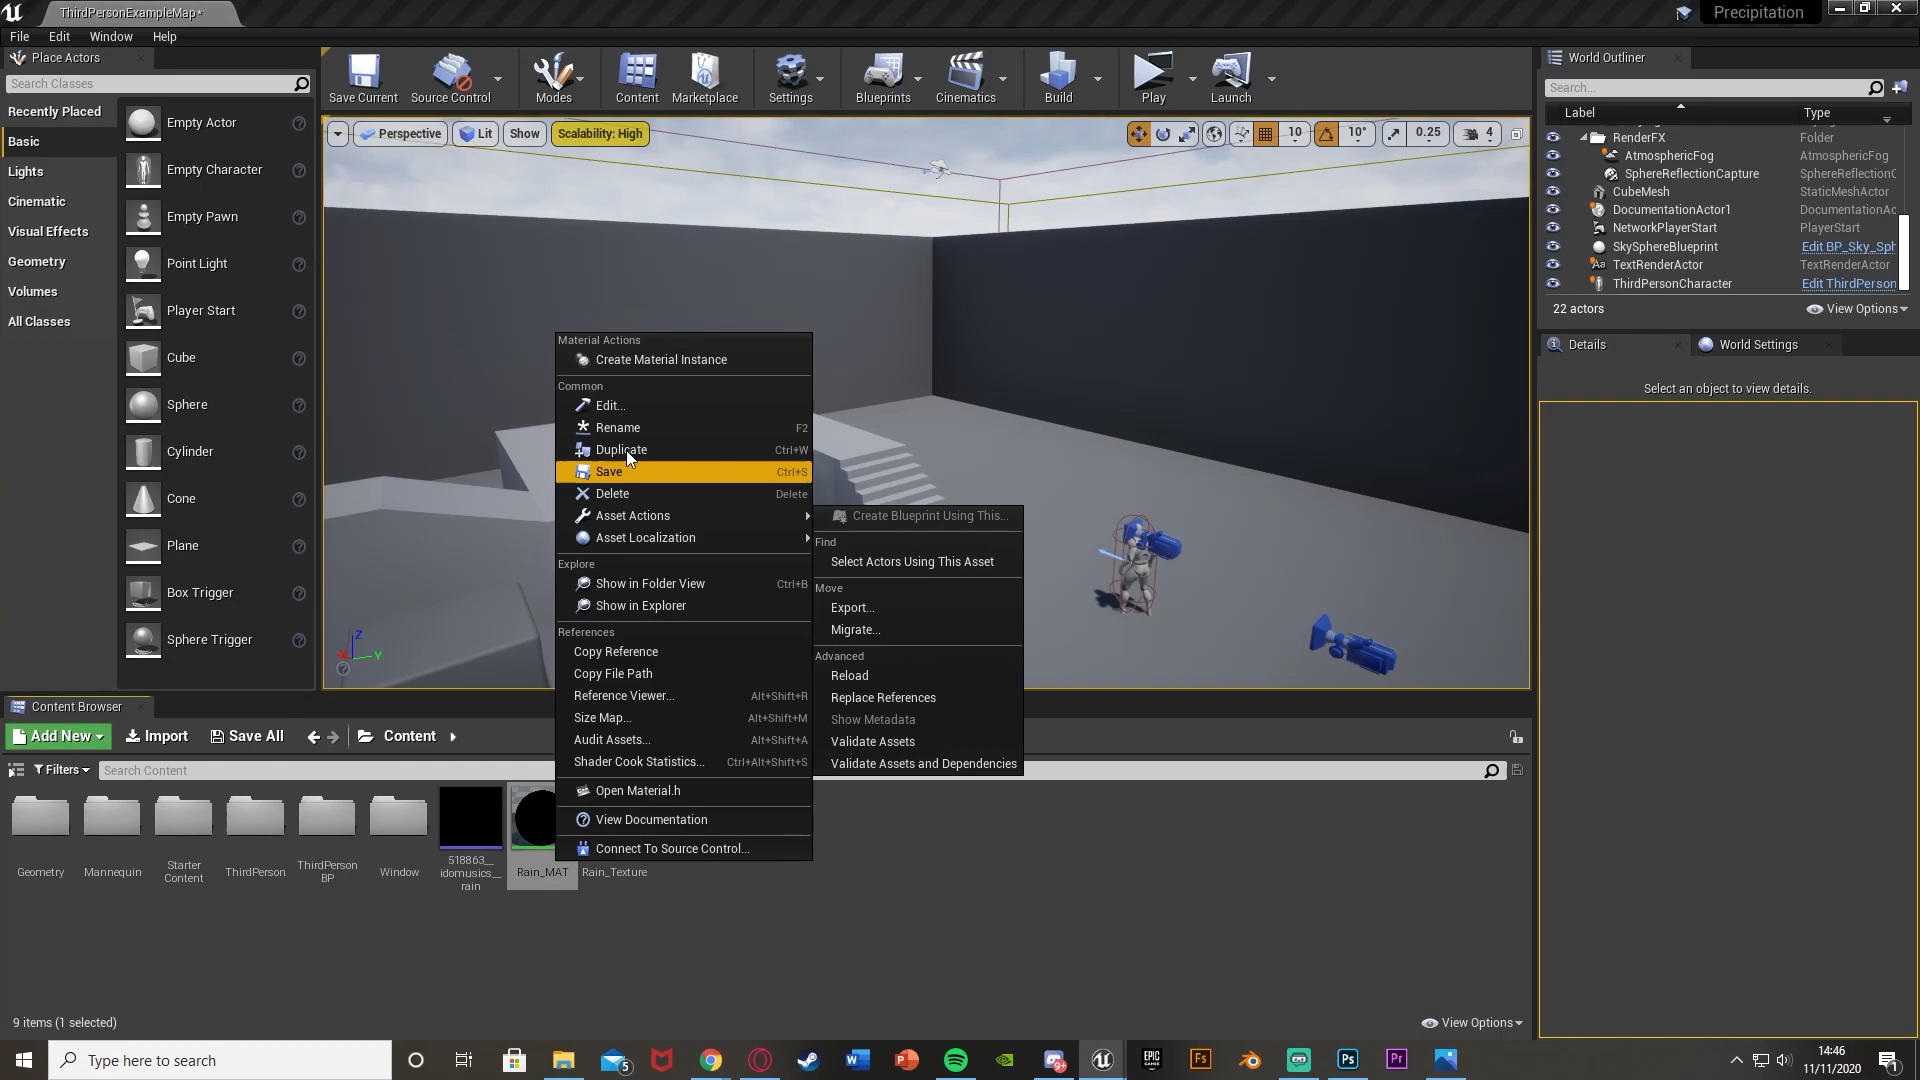 ThirdPersonExampleMap*
Precipitation
File Edit Window Help
Place Actors
Search Classes
Recently Placed
Basic
Lights
Cinematic
Visual Effects
Geometry
Volumes
All Classes
Empty Actor
Empty Character
Empty Pawn
Point Light
Player Start
Cube
Sphere
Cylinder
Cone
Plane
Box Trigger
Sphere Trigger
Save Current
Source Control
Modes
Content
Marketplace
Settings
Blueprints
Cinematics
Build
Play
Launch
Perspective
Lit
Show
Scalability: High
10
10°
0.25
4
Z
X
Y
Material Actions
Create Material Instance
Common
Edit...
Rename F2
Duplicate Ctrl+W
Save Ctrl+S
Delete Delete
Asset Actions
Asset Localization
Explore
Show in Folder View Ctrl+B
Show in Explorer
References
Copy Reference
Copy File Path
Reference Viewer... Alt+Shift+R
Size Map... Alt+Shift+M
Audit Assets... Alt+Shift+A
Shader Cook Statistics... Ctrl+Alt+Shift+S
Open Material.h
View Documentation
Connect To Source Control...
Create Blueprint Using This...
Find
Select Actors Using This Asset
Move
Export...
Migrate...
Advanced
Reload
Replace References
Show Metadata
Validate Assets
Validate Assets and Dependencies
World Outliner
Search...
Label Type
RenderFX Folder
AtmosphericFog AtmosphericFog
SphereReflectionCapture SphereReflectionC
CubeMesh StaticMeshActor
DocumentationActor1 DocumentationAc
NetworkPlayerStart PlayerStart
SkySphereBlueprint Edit BP_Sky_Sph
TextRenderActor TextRenderActor
ThirdPersonCharacter Edit ThirdPerson
22 actors
View Options
Details
World Settings
Select an object to view details.
Content Browser
Add New
Import
Save All
Content
Filters
Search Content
Geometry
Mannequin
Starter
Content
ThirdPerson
ThirdPerson
BP
Window
518863__
idomusics__
rain
Rain_MAT
Rain_Texture
9 items (1 selected)
View Options
Type here to search
5
9+
14:46
11/11/2020
1